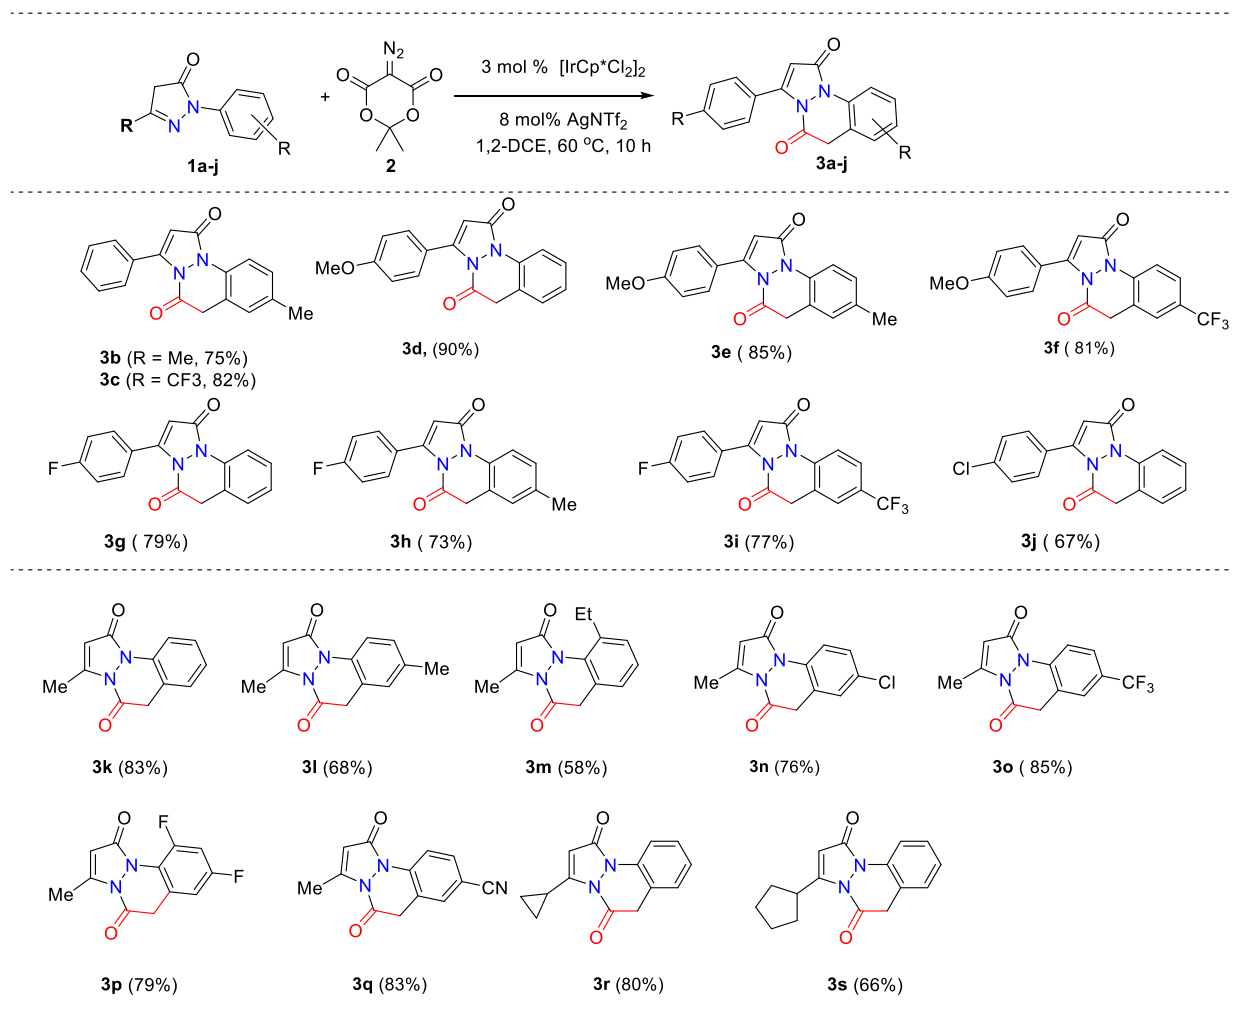 O
N
N
R
R
1a-j
+
N2
O
O
O
O
2
3 mol % [IrCp*Cl2]2
8 mol% AgNTf2
1,2-DCE, 60 oC, 10 h
O
N
N
R
O
R
3a-j
O
N
N
O
Me
3b (R = Me, 75%)
3c (R = CF3, 82%)
O
N
N
MeO
O
3d, (90%)
O
N
N
MeO
O
Me
3e ( 85%)
O
N
N
MeO
O
CF3
3f ( 81%)
O
N
N
F
O
3g ( 79%)
O
N
N
F
O
Me
3h ( 73%)
O
N
N
F
O
CF3
3i (77%)
O
N
N
Cl
O
3j ( 67%)
O
N
N
Me
O
3k (83%)
O
N
N
Me
Me
O
3l (68%)
O
Et
N
N
Me
O
3m (58%)
O
N
N
Me
Cl
O
3n (76%)
O
N
N
Me
CF3
O
3o ( 85%)
O
F
N
N
F
Me
O
3p (79%)
O
N
N
Me
CN
O
3q (83%)
O
N
N
O
3r (80%)
O
N
N
O
3s (66%)